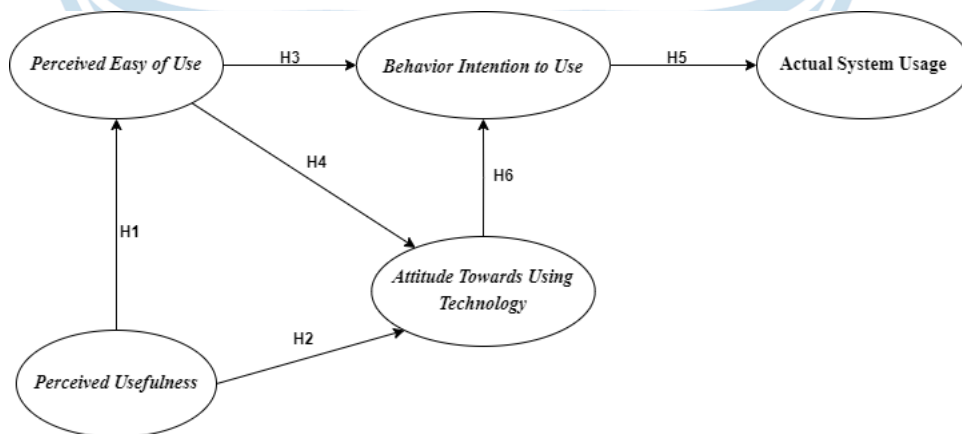 Perceived Easy of Use
H3
Behavior Intention to Use
H5
Actual System Usage
H4
H6
H1
Attitude Towards Using
Technology
H2
Perceived Usefulness